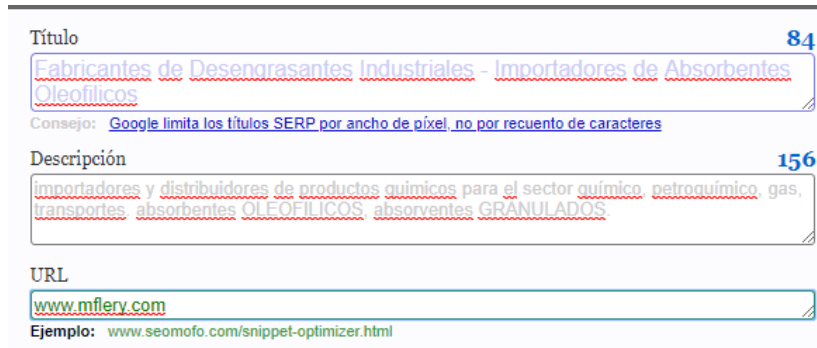 Título 84
Fabricantes de Desengrasantes Industriales - Importadores de Absorbentes
Oleofilicos
Consejo: Google limita los títulos SERP por ancho de píxel, no por recuento de caracteres
Descripción 156
importadores y distribuidores de productos quimicos para el sector químico, petroquímico, gas,
transportes. absorbentes OLEOFILICOS, absorventes GRANULADOS.
URL
www.mflery.com
Ejemplo: www.seomofo.com/snippet-optimizer.html